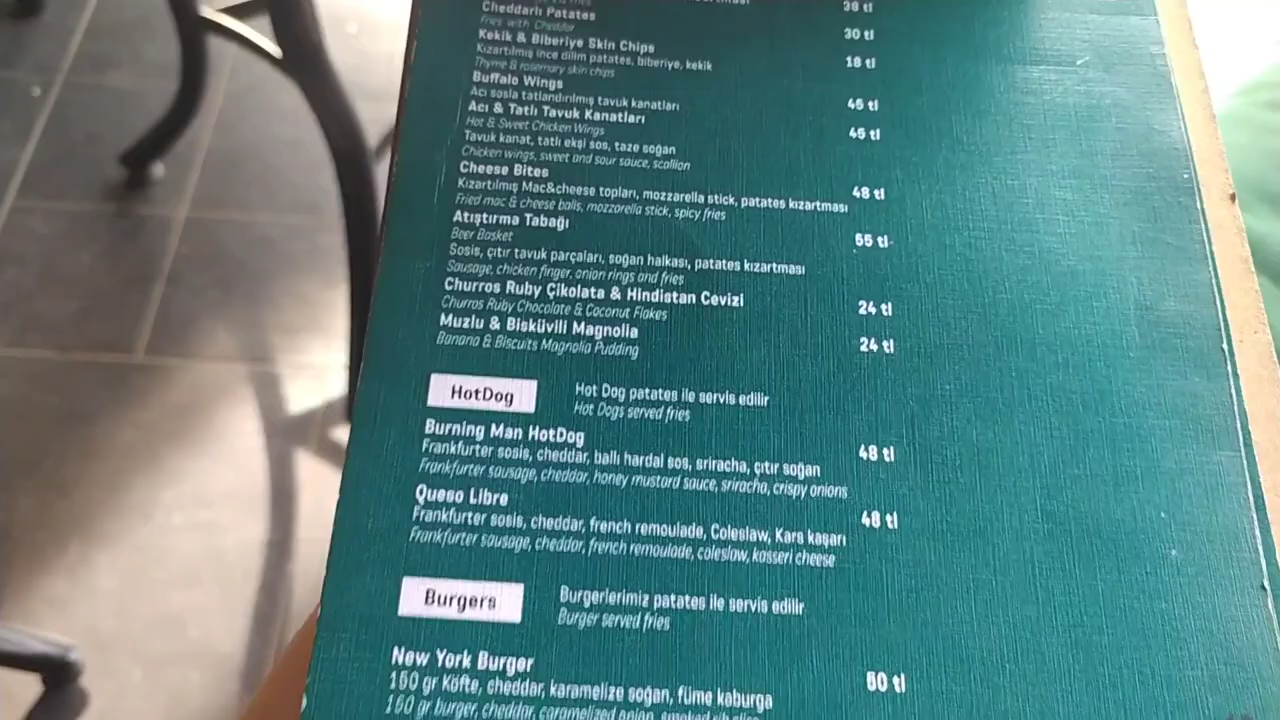 38 tl
Cheddarlı Patates
Fries with Cheddar
30 tl
Kekik & Biberiye Skin Chips
Kızartılmış ince dilim patates, biberiye, kekik
Thyme & rosemary skin chips
18 tl
Buffalo Wings
Acı sosla tatlandırılmış tavuk kanatları
45 tl
Acı & Tatlı Tavuk Kanatları
Hot & Sweet Chicken Wings
45 tl
Tavuk kanat, tatlı ekşi sos, taze soğan
Chicken wings, sweet and sour sauce, scallion
Cheese Bites
48 tl
Kızartılmış Mac&cheese topları, mozzarella stick, patates kızartması
Fried mac & cheese balls, mozzarella stick, spicy fries
Atıştırma Tabağı
55 tl
Beer Basket
Sosis, çıtır tavuk parçaları, soğan halkası, patates kızartması
Sausage, chicken finger, onion rings and fries
Churros Ruby Çikolata & Hindistan Cevizi
24 tl
Churros Ruby Chocolate & Coconut Flakes
Muzlu & Bisküvili Magnolia
24 tl
Banana & Biscuits Magnolia Pudding
HotDog
Hot Dog patates ile servis edilir
Hot Dogs served fries
Burning Man HotDog
48 tl
Frankfurter sosis, cheddar, ballı hardal sos, sriracha, çıtır soğan
Frankfurter sausage, cheddar, honey mustard sauce, sriracha, crispy onions
Queso Libre
48 tl
Frankfurter sosis, cheddar, french remoulade, Coleslaw, Kars kaşarı
Frankfurter sausage, cheddar, french remoulade, coleslaw, kasseri cheese
Burgers
Burgerlerimiz patates ile servis edilir
Burger served fries
New York Burger
50 tl
160 gr Köfte, cheddar, karamelize soğan, füme kaburga
160 gr burger, cheddar, caramelized onion, smoked rib